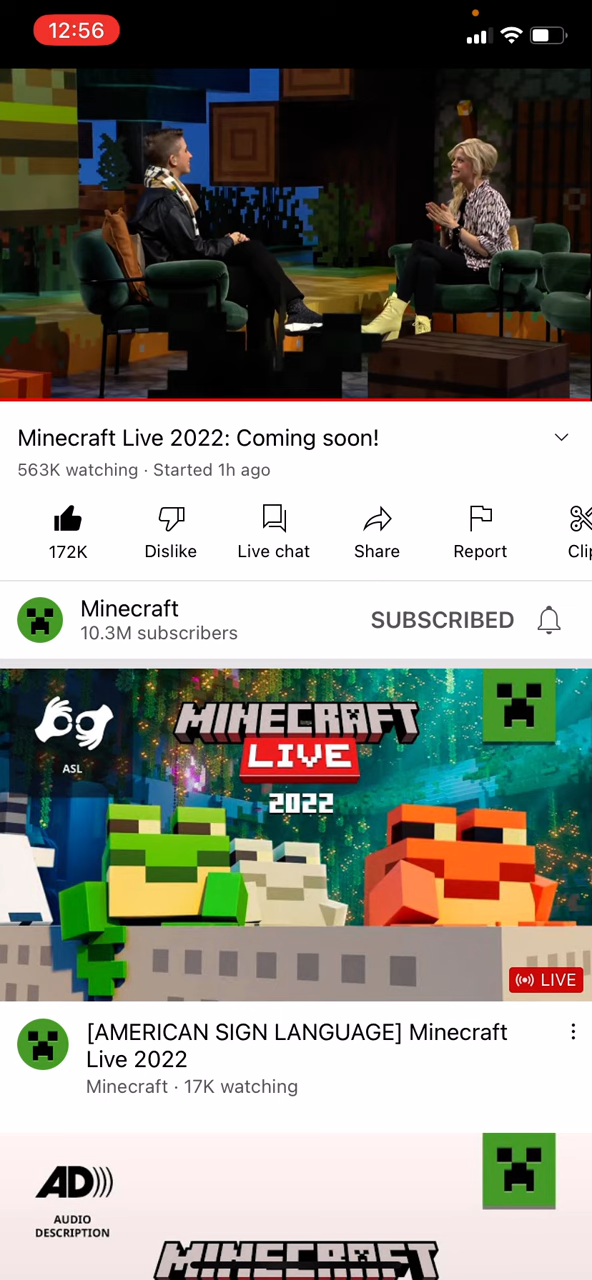 12:56
Minecraft Live 2022: Coming soon!
563K watching · Started 1h ago
172K
Dislike
Live chat
Share
Report
Clip
Minecraft
10.3M subscribers
SUBSCRIBED
ASL
MINECRAFT
LIVE
2022
LIVE
[AMERICAN SIGN LANGUAGE] Minecraft
Live 2022
Minecraft · 17K watching
AD
AUDIO
DESCRIPTION
MINECRAFT